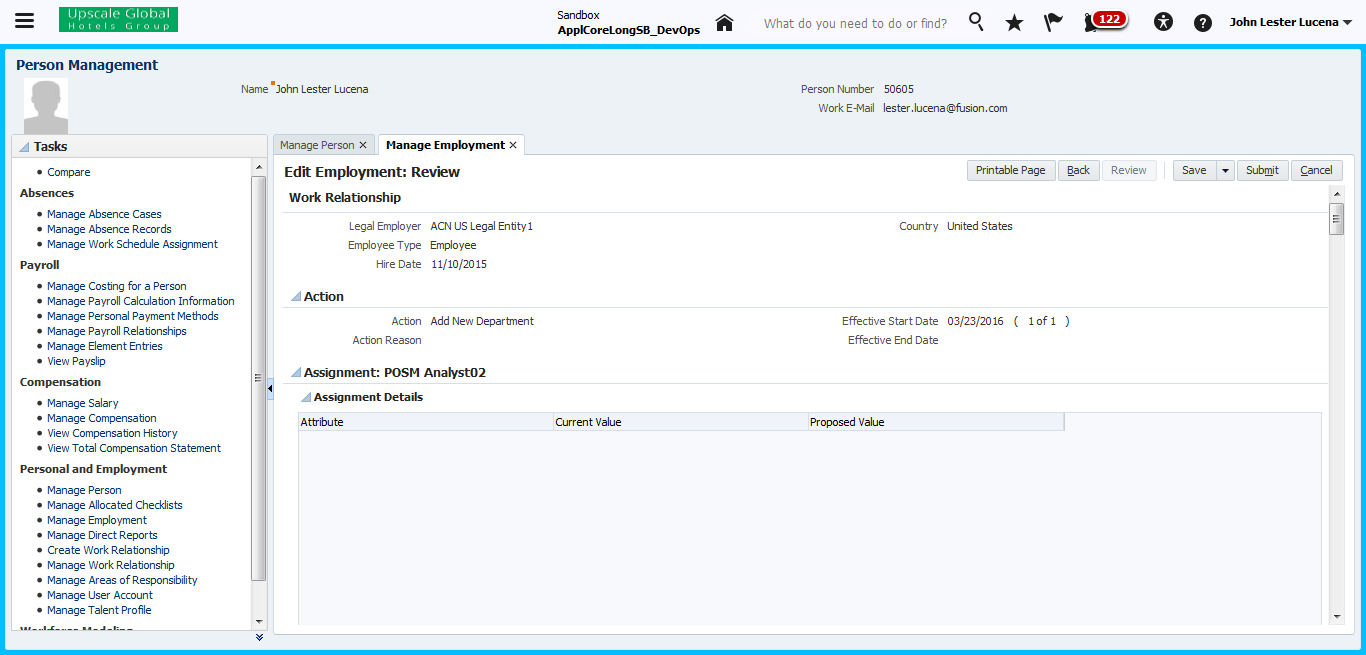 Upscale Global
Hotels Group
Sandbox
ApplCoreLongSB_DevOps
What do you need to do or find?
122
John Lester Lucena
Person Management
Name John Lester Lucena
Person Number 50605
Work E-Mail lester.lucena@fusion.com
Tasks
Compare
Absences
Manage Absence Cases
Manage Absence Records
Manage Work Schedule Assignment
Payroll
Manage Costing for a Person
Manage Payroll Calculation Information
Manage Personal Payment Methods
Manage Payroll Relationships
Manage Element Entries
View Payslip
Compensation
Manage Salary
Manage Compensation
View Compensation History
View Total Compensation Statement
Personal and Employment
Manage Person
Manage Allocated Checklists
Manage Employment
Manage Direct Reports
Create Work Relationship
Manage Work Relationship
Manage Areas of Responsibility
Manage User Account
Manage Talent Profile
Workforce Modeling
Manage Person
Manage Employment
Edit Employment: Review
Printable Page Back Review Save Submit Cancel
Work Relationship
Legal Employer ACN US Legal Entity1
Country United States
Employee Type Employee
Hire Date 11/10/2015
Action
Action Add New Department
Effective Start Date 03/23/2016 ( 1 of 1 )
Action Reason
Effective End Date
Assignment: POSM Analyst02
Assignment Details
Attribute Current Value Proposed Value